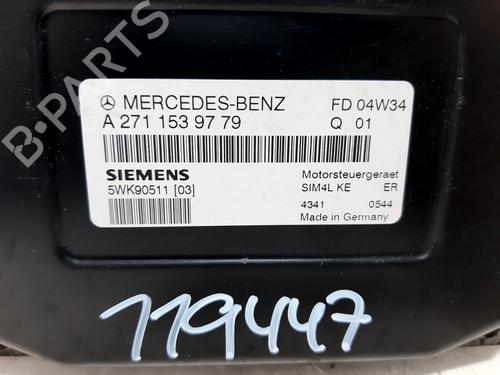 MERCEDES-BENZ FD 04W34
A 271 153 97 79 Q 01
SIEMENS Motorsteuergeraet
5WK90511 [03] SIM4L KE ER
4341 0544
Made in Germany
119447
B-PARTS